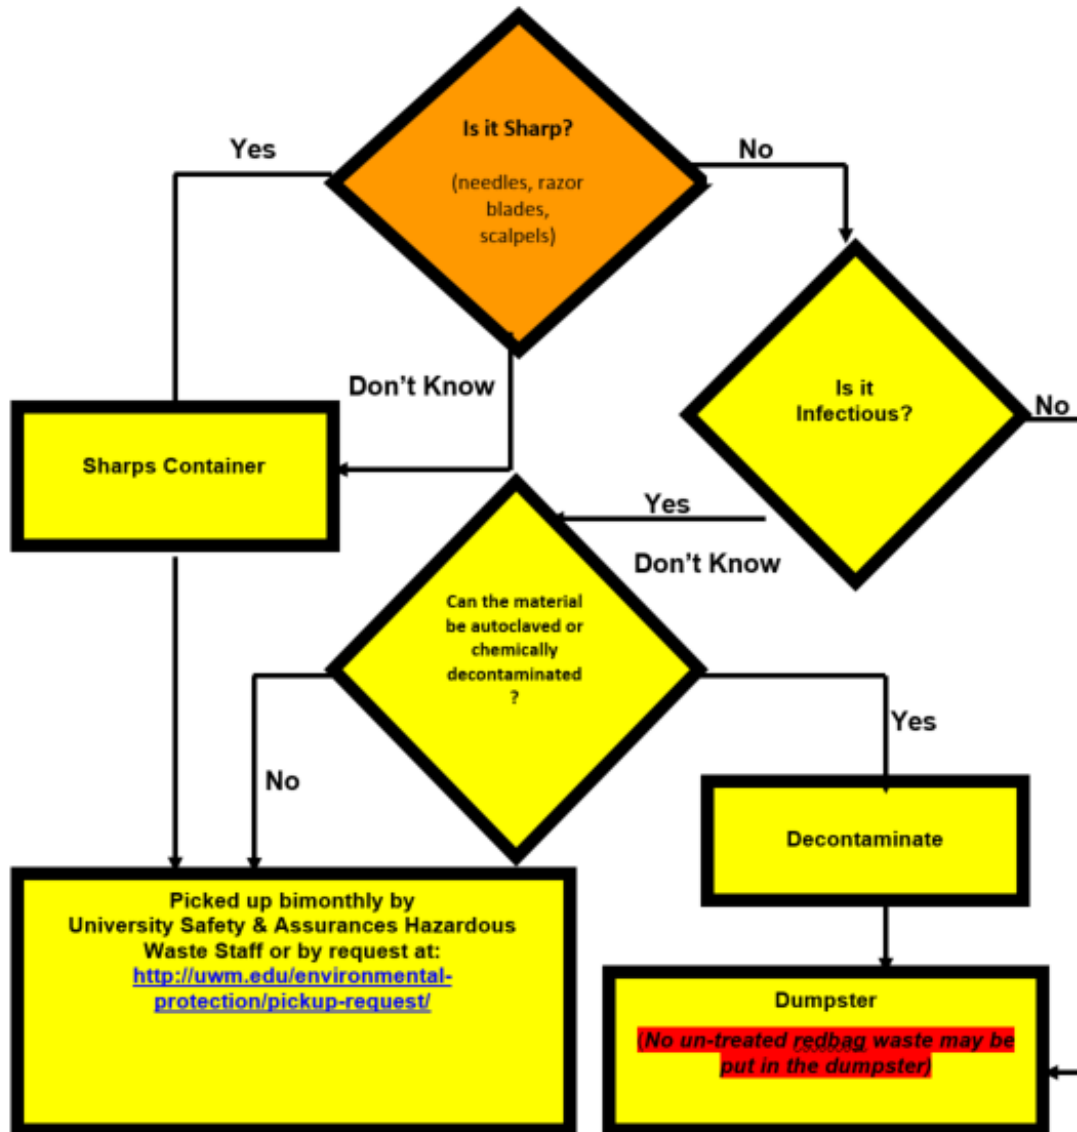 Is it Sharp?
(needles, razor
blades,
scalpels)
Yes
No
Don't Know
Sharps Container
Is it
Infectious?
No
Yes
Don't Know
Can the material
be autoclaved or
chemically
decontaminated
?
No
Yes
Decontaminate
Picked up bimonthly by
University Safety & Assurances Hazardous
Waste Staff or by request at:
http://uwm.edu/environmental-
protection/pickup-request/
Dumpster
(No un-treated redbag waste may be
put in the dumpster)